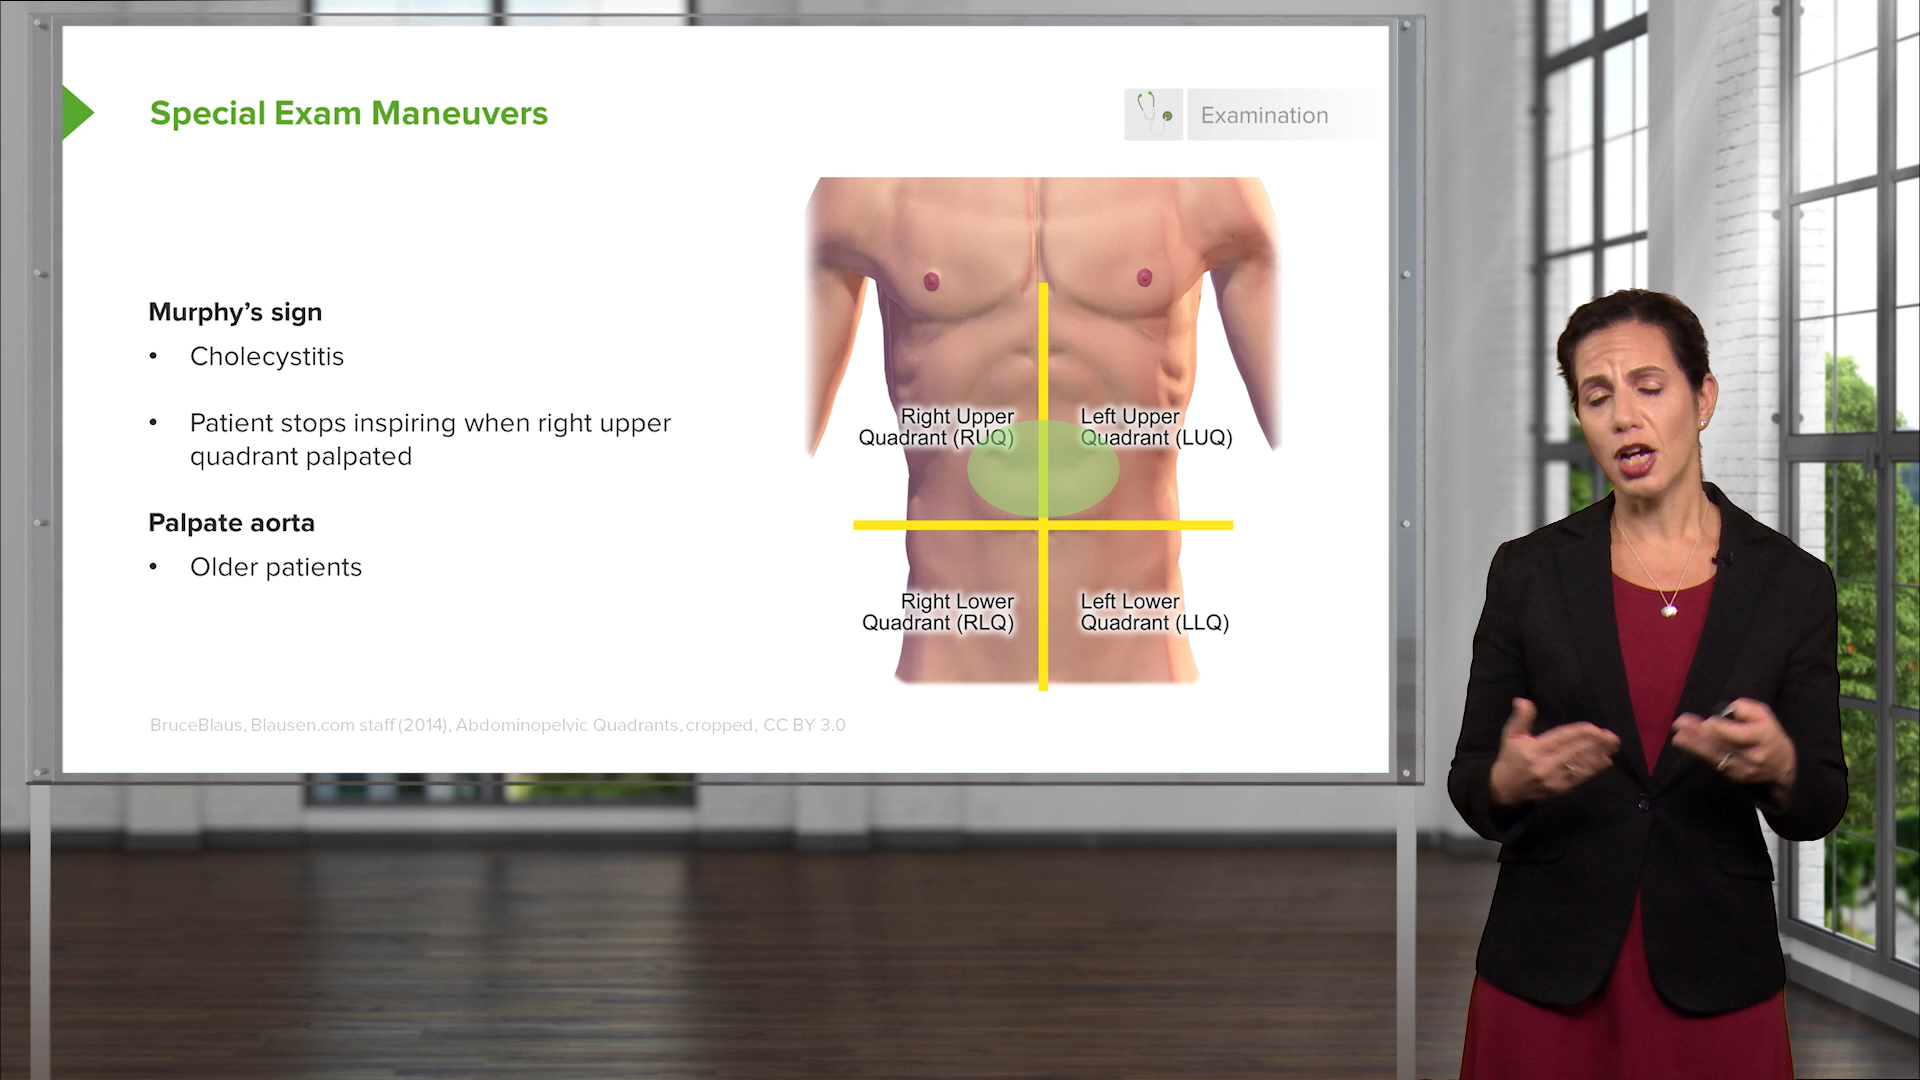 Special Exam Maneuvers
Examination
Murphy’s sign
• Cholecystitis
• Patient stops inspiring when right upper
quadrant palpated
Palpate aorta
• Older patients
Right Upper
Quadrant (RUQ)
Left Upper
Quadrant (LUQ)
Right Lower
Quadrant (RLQ)
Left Lower
Quadrant (LLQ)
BruceBlaus, Blausen.com staff (2014), Abdominopelvic Quadrants, cropped, CC BY 3.0